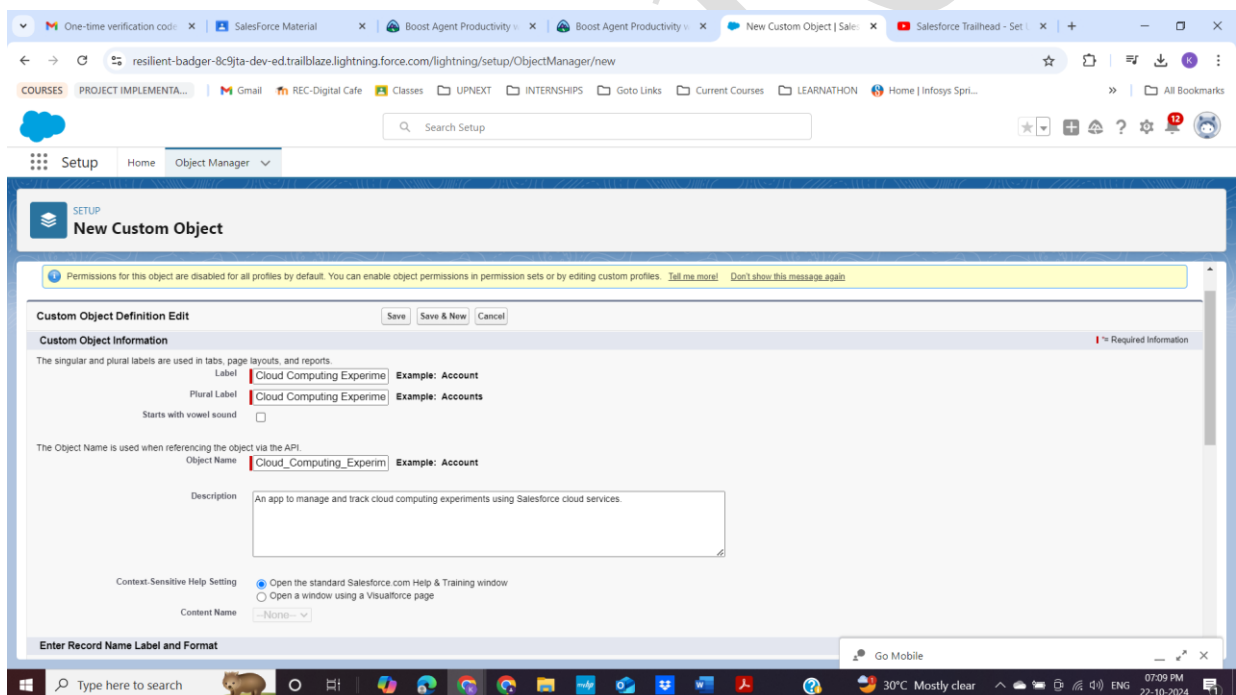 One-time verification code
SalesForce Material
Boost Agent Productivity
Boost Agent Productivity
New Custom Object | Sales
Salesforce Trailhead - Set
resilient-badger-8c9jta-dev-ed.trailblaze.lightning.force.com/lightning/setup/ObjectManager/new
K
COURSES PROJECT IMPLEMENTA... Gmail REC-Digital Cafe Classes UPNEXT INTERNSHIPS Goto Links Current Courses LEARNATHON Home | Infosys Spri... » All Bookmarks
Search Setup
12
Setup Home Object Manager
SETUP
New Custom Object
Permissions for this object are disabled for all profiles by default. You can enable object permissions in permission sets or by editing custom profiles. Tell me more! Don't show this message again
Custom Object Definition Edit Save Save & New Cancel
Custom Object Information = Required Information
The singular and plural labels are used in tabs, page layouts, and reports.
Label Cloud Computing Experime Example: Account
Plural Label Cloud Computing Experime Example: Accounts
Starts with vowel sound
The Object Name is used when referencing the object via the API.
Object Name Cloud_Computing_Experim Example: Account
Description An app to manage and track cloud computing experiments using Salesforce cloud services.
Context-Sensitive Help Setting Open the standard Salesforce.com Help & Training window
Open a window using a Visualforce page
Content Name --None--
Enter Record Name Label and Format
Go Mobile
Type here to search
30°C Mostly clear
ENG
07:09 PM
22-10-2024